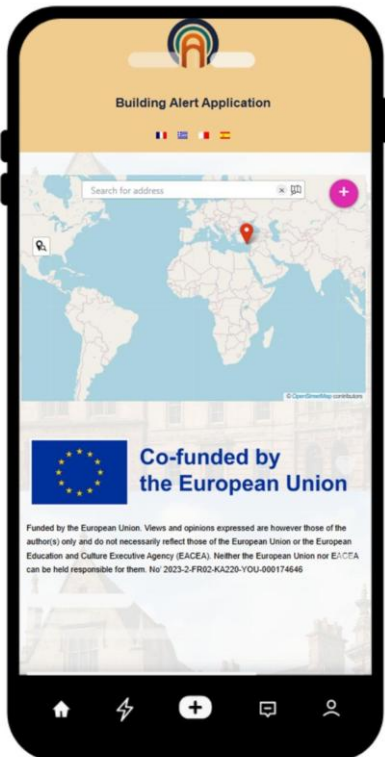 Building Alert Application
Search for address
© OpenStreetMap contributors
Co-funded by
the European Union
Funded by the European Union. Views and opinions expressed are however those of the
author(s) only and do not necessarily reflect those of the European Union or the European
Education and Culture Executive Agency (EACEA). Neither the European Union nor EACEA
can be held responsible for them. No' 2023-2-FR02-KA220-YOU-000174646